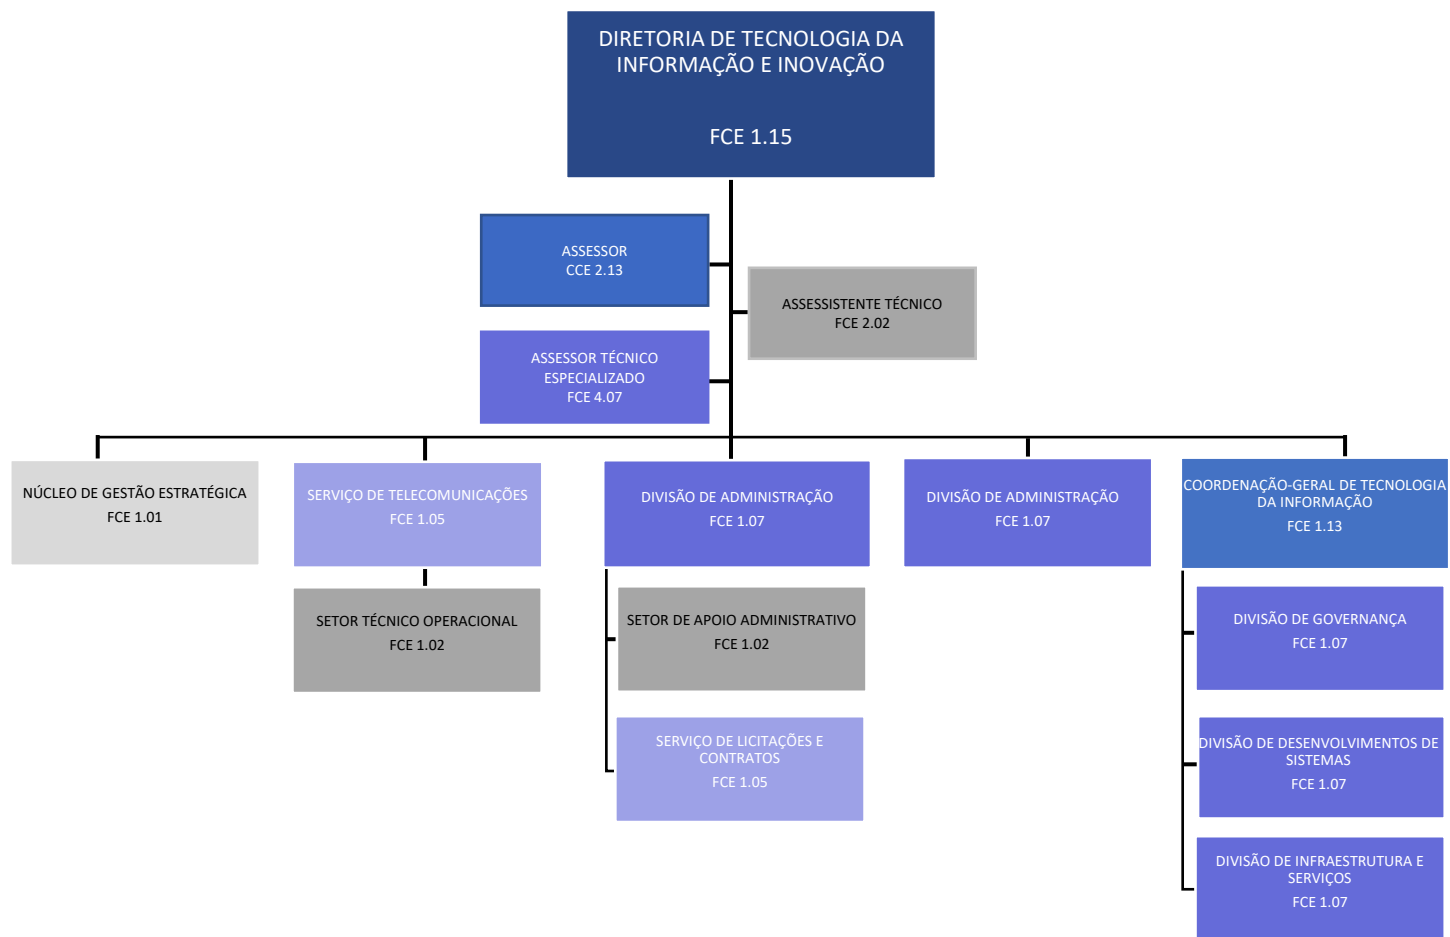 DIRETORIA DE TECNOLOGIA DA
INFORMAÇÃO E INOVAÇÃO
FCE 1.15
ASSESSOR
CCE 2.13
ASSESSISTENTE TÉCNICO
FCE 2.02
ASSESSOR TÉCNICO
ESPECIALIZADO
FCE 4.07
NÚCLEO DE GESTÃO ESTRATÉGICA
FCE 1.01
SERVIÇO DE TELECOMUNICAÇÕES
FCE 1.05
DIVISÃO DE ADMINISTRAÇÃO
FCE 1.07
DIVISÃO DE ADMINISTRAÇÃO
FCE 1.07
COORDENAÇÃO-GERAL DE TECNOLOGIA
DA INFORMAÇÃO
FCE 1.13
SETOR TÉCNICO OPERACIONAL
FCE 1.02
SETOR DE APOIO ADMINISTRATIVO
FCE 1.02
DIVISÃO DE GOVERNANÇA
FCE 1.07
SERVIÇO DE LICITAÇÕES E
CONTRATOS
FCE 1.05
DIVISÃO DE DESENVOLVIMENTOS DE
SISTEMAS
FCE 1.07
DIVISÃO DE INFRAESTRUTURA E
SERVIÇOS
FCE 1.07